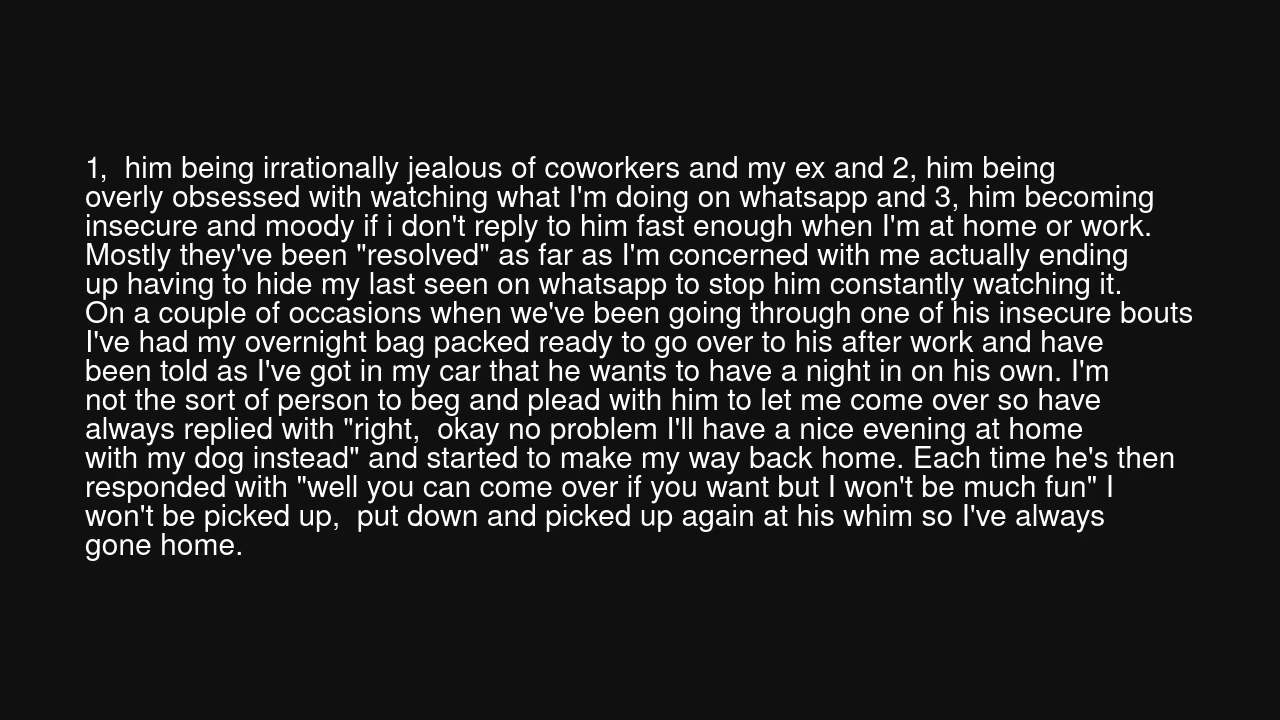 1,  him being irrationally jealous of coworkers and my ex and 2, him being
overly obsessed with watching what I'm doing on whatsapp and 3, him becoming
insecure and moody if i don't reply to him fast enough when I'm at home or work.
Mostly they've been "resolved" as far as I'm concerned with me actually ending
up having to hide my last seen on whatsapp to stop him constantly watching it.
On a couple of occasions when we've been going through one of his insecure bouts
I've had my overnight bag packed ready to go over to his after work and have
been told as I've got in my car that he wants to have a night in on his own. I'm
not the sort of person to beg and plead with him to let me come over so have
always replied with "right,  okay no problem I'll have a nice evening at home
with my dog instead" and started to make my way back home. Each time he's then
responded with "well you can come over if you want but I won't be much fun" I
won't be picked up,  put down and picked up again at his whim so I've always
gone home.